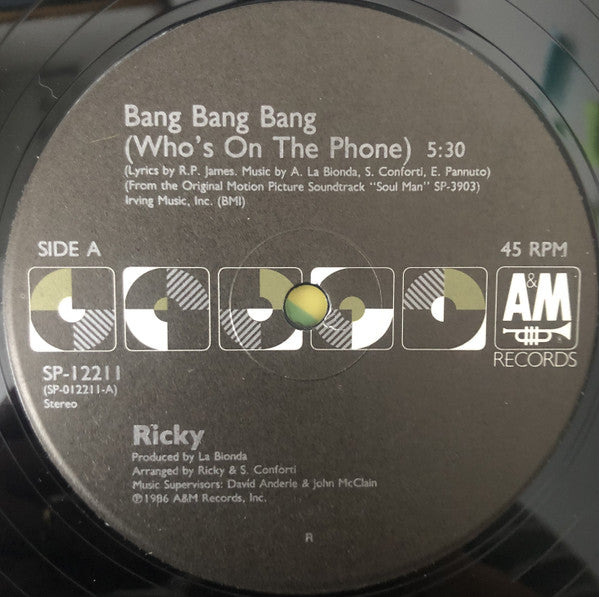 Bang Bang Bang
(Who's On The Phone) 5:30
(Lyrics by R.P. James. Music by A. La Bionda, S. Conforti, E. Pannuto)
(From the Original Motion Picture Soundtrack "Soul Man" SP-3903)
Irving Music, Inc. (BMI)
SIDE A
45 RPM
A&M
RECORDS
SP-12211
(SP-012211-A)
Stereo
Ricky
Produced by La Bionda
Arranged by Ricky & S. Conforti
Music Supervisors: David Anderle & John McClain
℗1986 A&M Records, Inc.
R